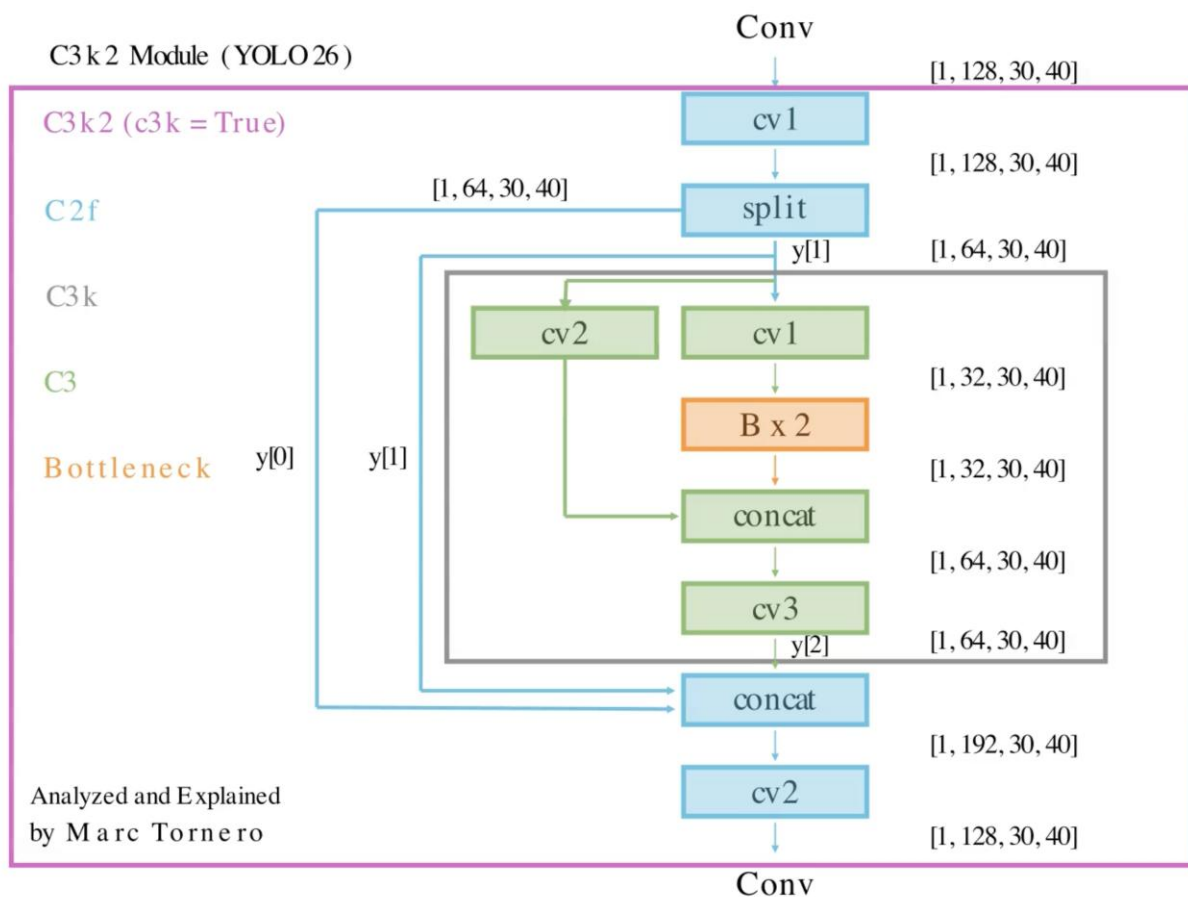 Conv
C3k2 Module (YOLO26)
[1, 128, 30, 40]
C3k2 (c3k = True)
cv1
[1, 128, 30, 40]
[1, 64, 30, 40]
C2f
split
y[1]
[1, 64, 30, 40]
C3k
cv2
cv1
C3
[1, 32, 30, 40]
B x 2
Bottleneck
y[0]
y[1]
[1, 32, 30, 40]
concat
[1, 64, 30, 40]
cv3
y[2]
[1, 64, 30, 40]
concat
[1, 192, 30, 40]
cv2
Analyzed and Explained
by Marc Tornero
[1, 128, 30, 40]
Conv